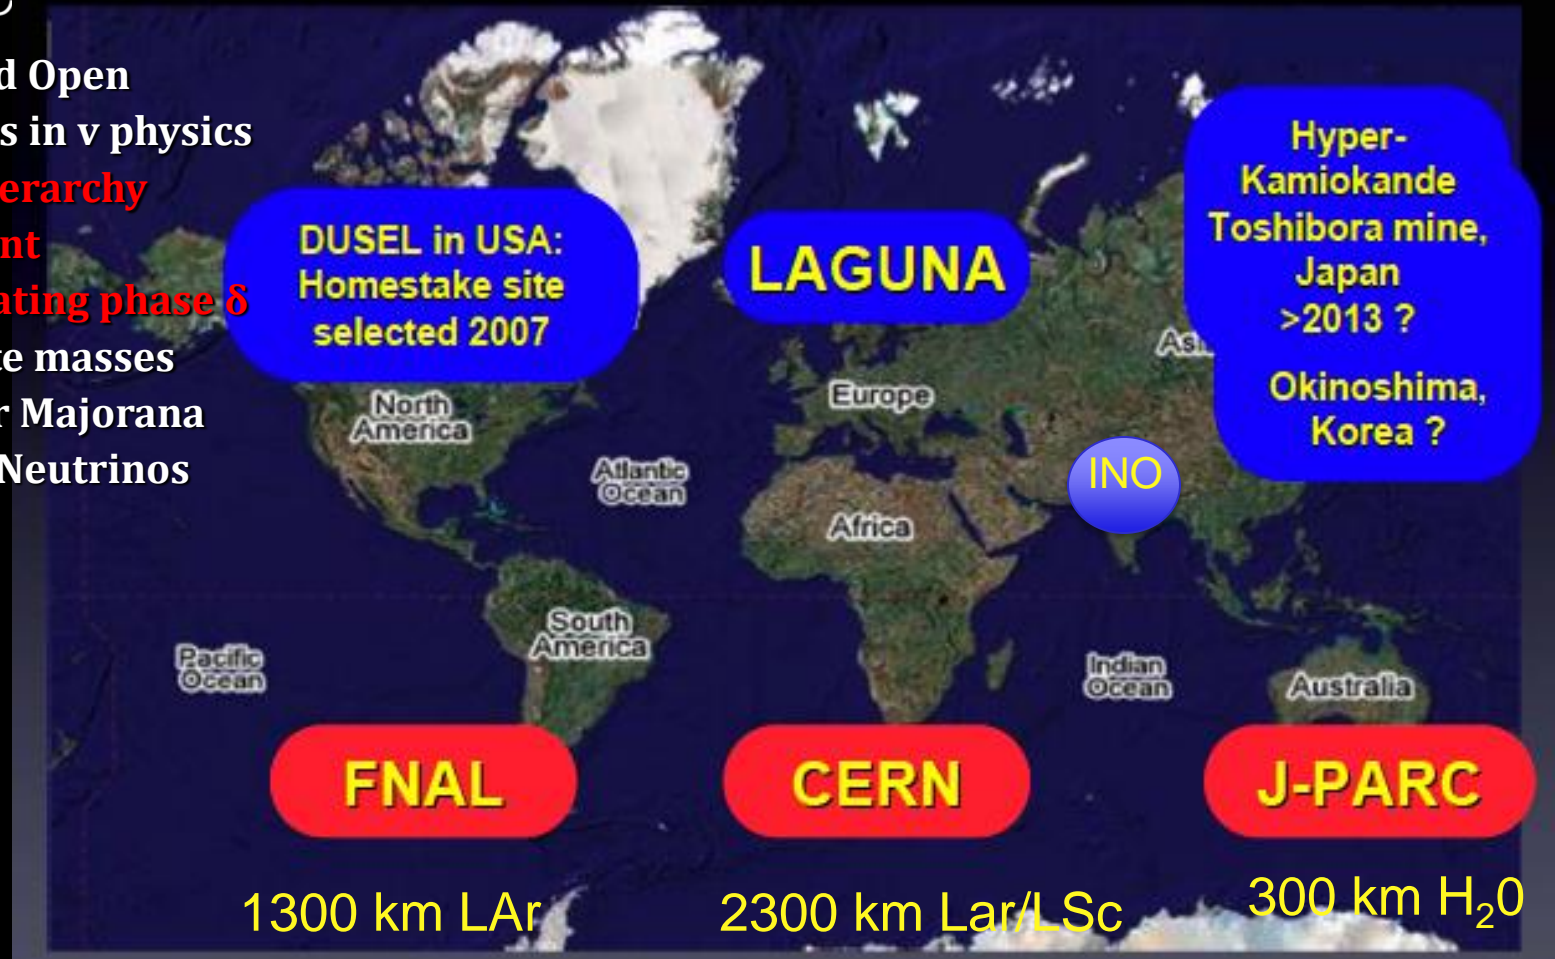 d Open
s in ν physics
erarchy
nt
ating phase δ
te masses
r Majorana
Neutrinos
DUSEL in USA:
Homestake site
selected 2007
LAGUNA
Hyper-
Kamiokande
Toshibora mine,
Japan
>2013 ?
Okinoshima,
Korea ?
North
America
Atlantic
Ocean
Europe
Asi
INO
Africa
South
America
Pacific
Ocean
Indian
Ocean
Australia
FNAL
CERN
J-PARC
1300 km LAr
2300 km Lar/LSc
300 km H₂0